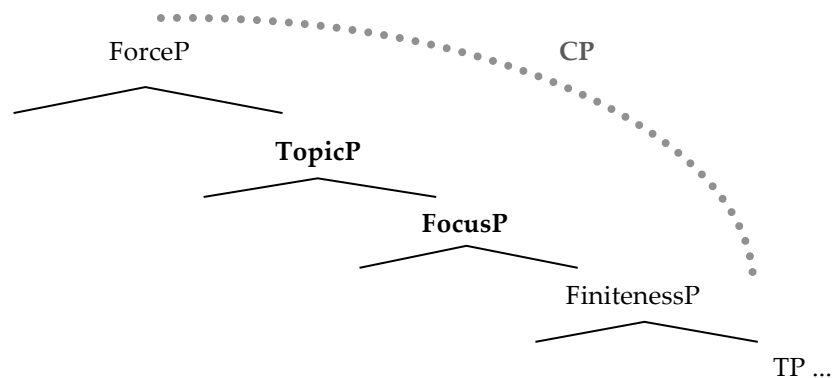 ForceP
CP
TopicP
FocusP
FinitenessP
TP ...